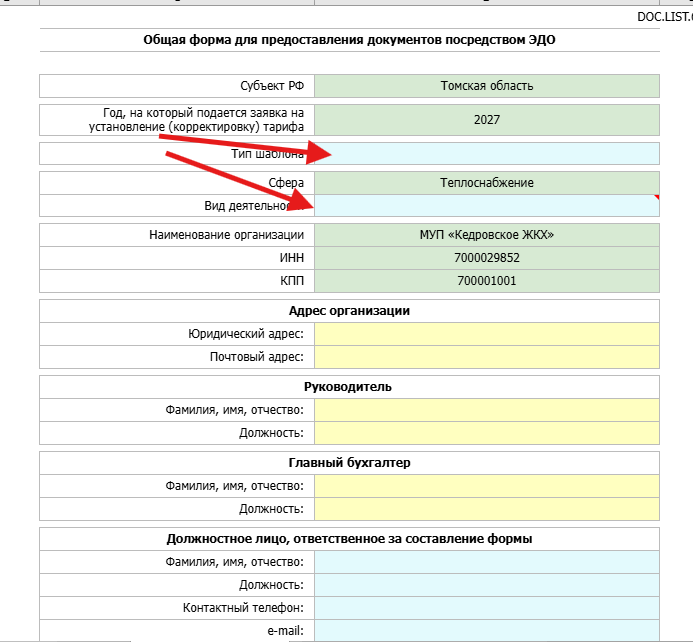 DOC.LIST.
Общая форма для предоставления документов посредством ЭДО
Субъект РФ Томская область
Год, на который подается заявка на
установление (корректировку) тарифа 2027
Тип шаблона
Сфера Теплоснабжение
Вид деятельности
Наименование организации МУП «Кедровское ЖКХ»
ИНН 7000029852
КПП 700001001
Адрес организации
Юридический адрес:
Почтовый адрес:
Руководитель
Фамилия, имя, отчество:
Должность:
Главный бухгалтер
Фамилия, имя, отчество:
Должность:
Должностное лицо, ответственное за составление формы
Фамилия, имя, отчество:
Должность:
Контактный телефон:
e-mail: